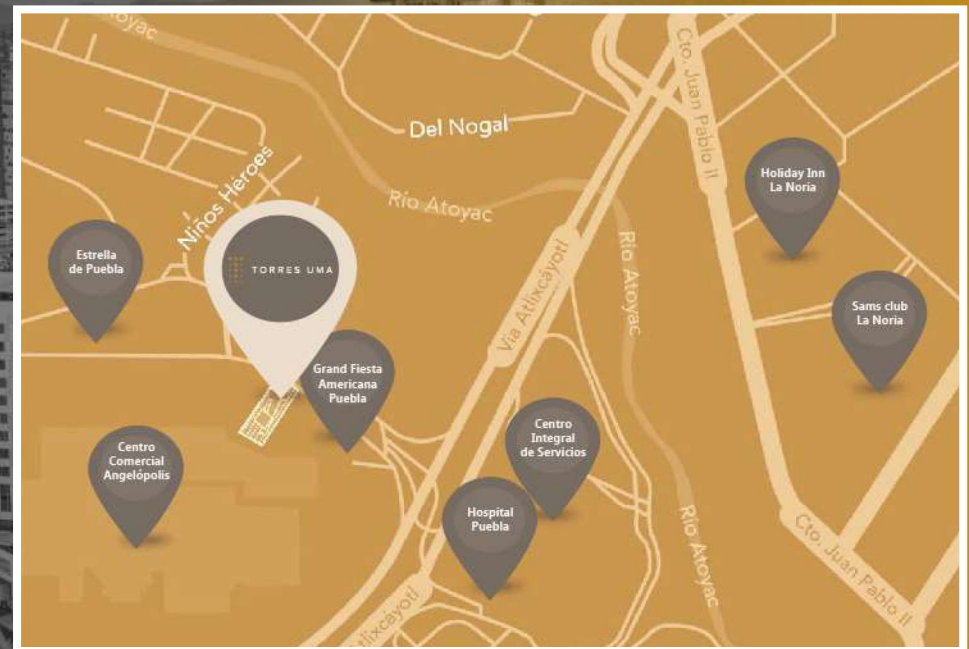 Del Nogal
Cto. Juan Pablo II
Río Atoyac
Niños Héroes
Holiday Inn
La Noria
Estrella
de Puebla
TORRES UMA
Vía Atlixcáyotl
Río Atoyac
Sams club
La Noria
Grand Fiesta
Americana
Puebla
Centro
Comercial
Angelópolis
Centro
Integral
de Servicios
Hospital
Puebla
Río Atoyac
Cto. Juan Pablo II
Atlixcáyotl